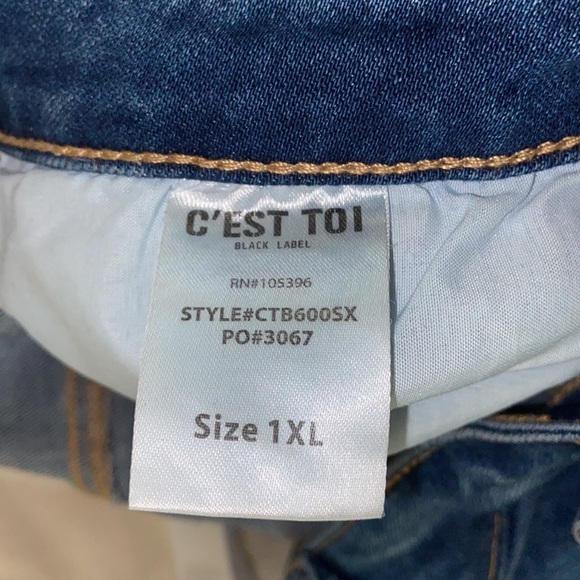 C'EST TOI
BLACK LABEL
RN#105396
STYLE#CTB600SX
PO#3067
Size 1XL